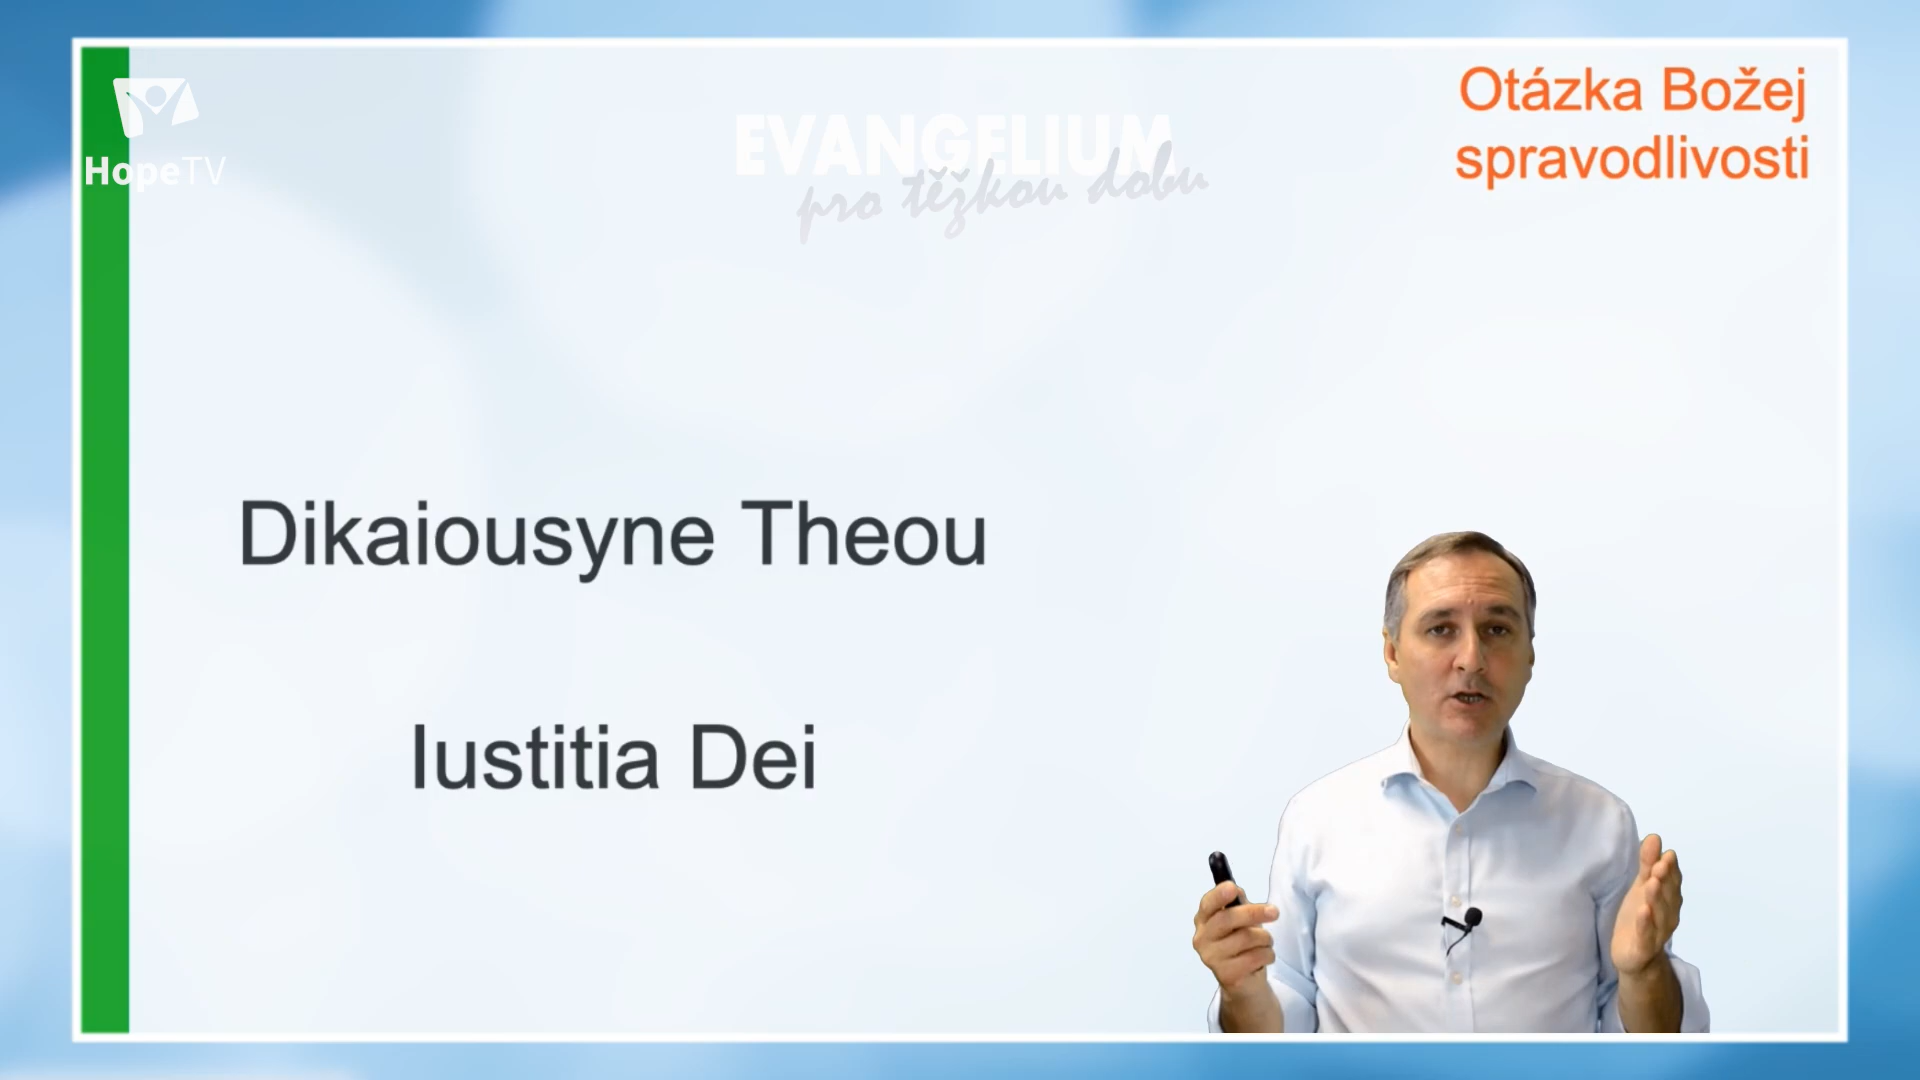 HopeTV
EVANGELIUM
pro těžkou dobu
Otázka Božej
spravodlivosti
Dikaiousyne Theou
Iustitia Dei